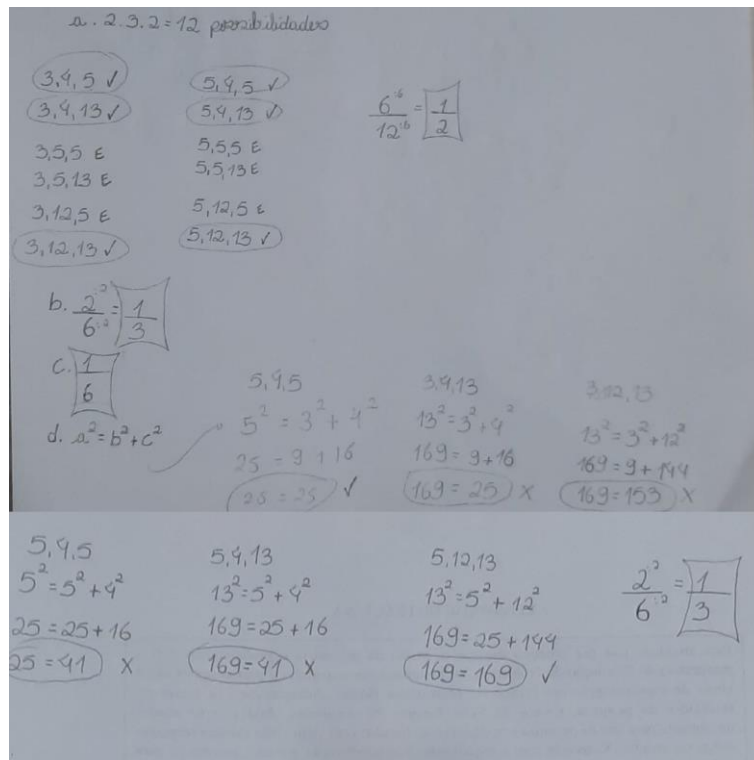 a. 2.3.2 = 12 possibilidades
3,4,5 ✓
3,4,13 ✓
3,5,5 E
3,5,13 E
3,12,5 E
3,12,13 ✓
5,4,5 ✓
5,4,13 ✓
5,5,5 E
5,5,13 E
5,12,5 E
5,12,13 ✓
6:6/12:6 = 1/2
b. 2:2/6:2 = 1/3
c. 1/6
d. a² = b² + c²
5,4,5
5² = 3² + 4²
25 = 9 + 16
25 = 25 ✓
3,4,13
13² = 3² + 4²
169 = 9 + 16
169 = 25 X
3,12,13
13² = 3² + 12²
169 = 9 + 144
169 = 153 X
5,4,5
5² = 5² + 4²
25 = 25 + 16
25 = 41 X
5,4,13
13² = 5² + 4²
169 = 25 + 16
169 = 41 X
5,12,13
13² = 5² + 12²
169 = 25 + 144
169 = 169 ✓
2:2/6:2 = 1/3